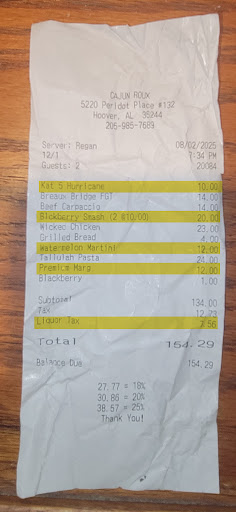 CAJUN ROUX
5220 Peridot Place #132
Hoover, AL 35244
205-985-7689
Server: Regan 08/02/2025
12/1 7:34 PM
Guests: 2 20084
Kat 5 Hurricane 10.00
Breaux Bridge FGT 14.00
Beef Carpaccio 14.00
Blckberry Smash (2 @10.00) 20.00
Wicked Chicken 23.00
Grilled Bread 4.00
Watermelon Martini 12.00
Tallulah Pasta 24.00
Premium Marg 12.00
Blackberry 1.00
Subtotal 134.00
Tax 12.73
Liquor Tax 7.56
Total 154.29
Balance Due 154.29
27.77 = 18%
30.86 = 20%
38.57 = 25%
Thank You!